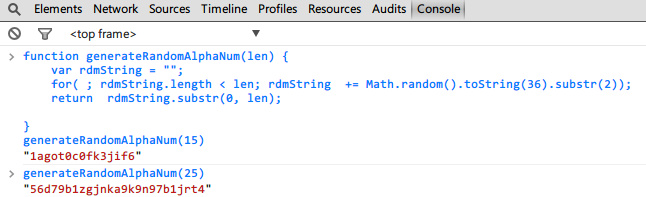 Elements Network Sources Timeline Profiles Resources Audits Console
<top frame>
function generateRandomAlphaNum(len) {
var rdmString = "";
for( ; rdmString.length < len; rdmString += Math.random().toString(36).substr(2));
return rdmString.substr(0, len);
}
generateRandomAlphaNum(15)
"1agot0c0fk3jif6"
generateRandomAlphaNum(25)
"56d79b1zgjnka9k9n97b1jrt4"